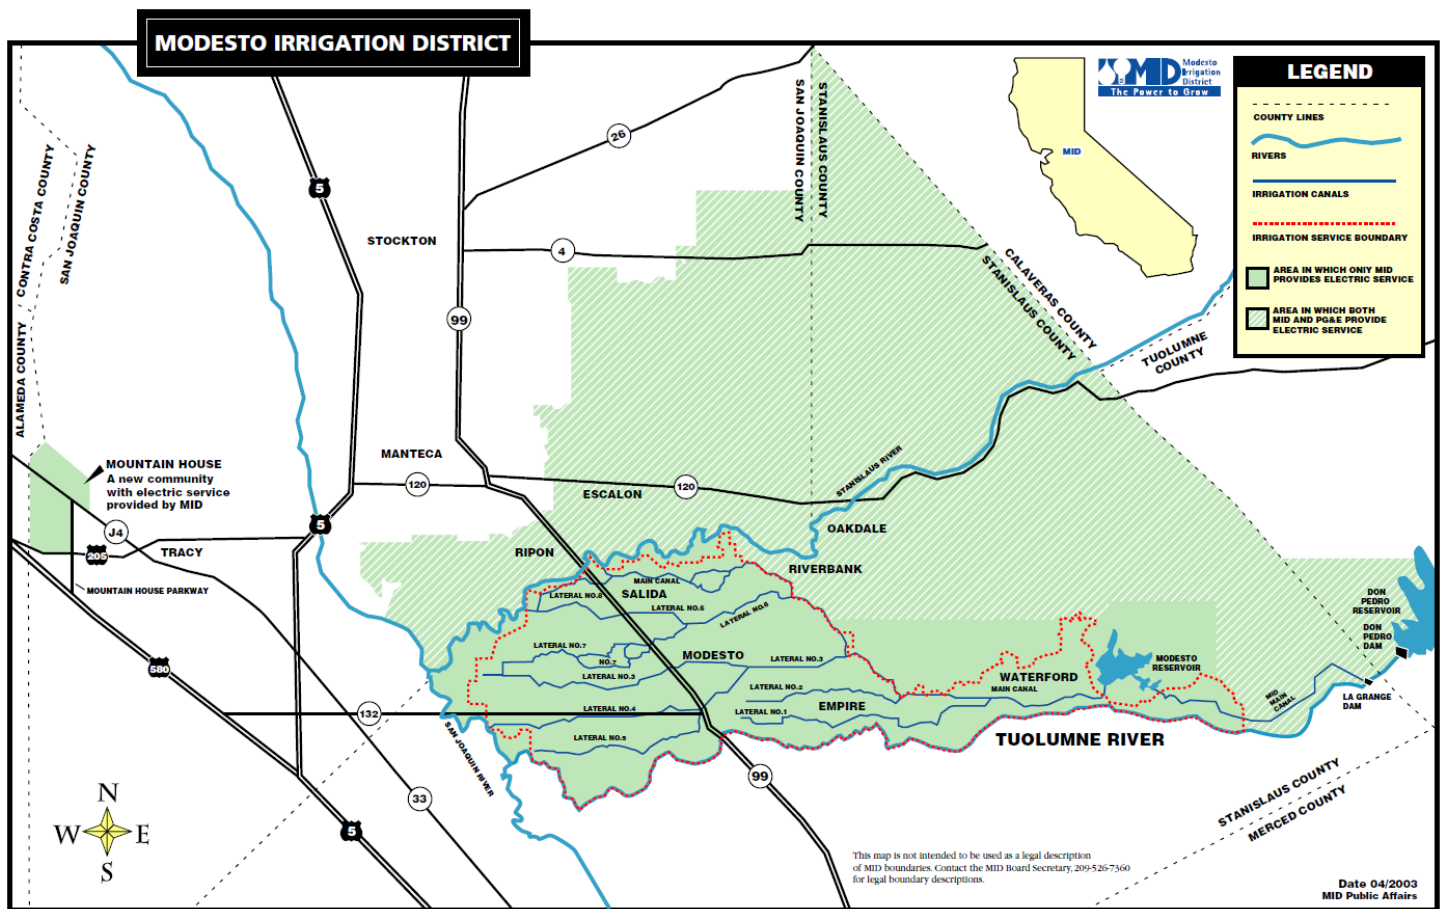 MODESTO IRRIGATION DISTRICT
MID
Modesto
Irrigation
District
The Power to Grow
LEGEND
COUNTY LINES
RIVERS
IRRIGATION CANALS
IRRIGATION SERVICE BOUNDARY
AREA IN WHICH ONLY MID
PROVIDES ELECTRIC SERVICE
AREA IN WHICH BOTH
MID AND PG&E PROVIDE
ELECTRIC SERVICE
MID
CONTRA COSTA COUNTY
SAN JOAQUIN COUNTY
ALAMEDA COUNTY
SAN JOAQUIN COUNTY
STANISLAUS COUNTY
CALAVERAS COUNTY
STANISLAUS COUNTY
TUOLUMNE
COUNTY
26
5
STOCKTON
4
99
MANTECA
120
ESCALON
120
STANISLAUS RIVER
OAKDALE
MOUNTAIN HOUSE
A new community
with electric service
provided by MID
J4
5
205
TRACY
MOUNTAIN HOUSE PARKWAY
RIPON
RIVERBANK
MAIN CANAL
SALIDA
LATERAL NO.8
LATERAL NO.6
LATERAL NO.6
LATERAL NO.7
NO.7
MODESTO
LATERAL NO.3
LATERAL NO.3
LATERAL NO.2
LATERAL NO.1
EMPIRE
LATERAL NO.4
LATERAL NO.5
WATERFORD
MAIN CANAL
MODESTO
RESERVOIR
MID
MAIN
CANAL
DON
PEDRO
RESERVOIR
DON
PEDRO
DAM
LA GRANGE
DAM
580
132
SAN JOAQUIN RIVER
TUOLUMNE RIVER
99
33
5
STANISLAUS COUNTY
MERCED COUNTY
N
W
E
S
This map is not intended to be used as a legal description
of MID boundaries. Contact the MID Board Secretary, 209-526-7360
for legal boundary descriptions.
Date 04/2003
MID Public Affairs